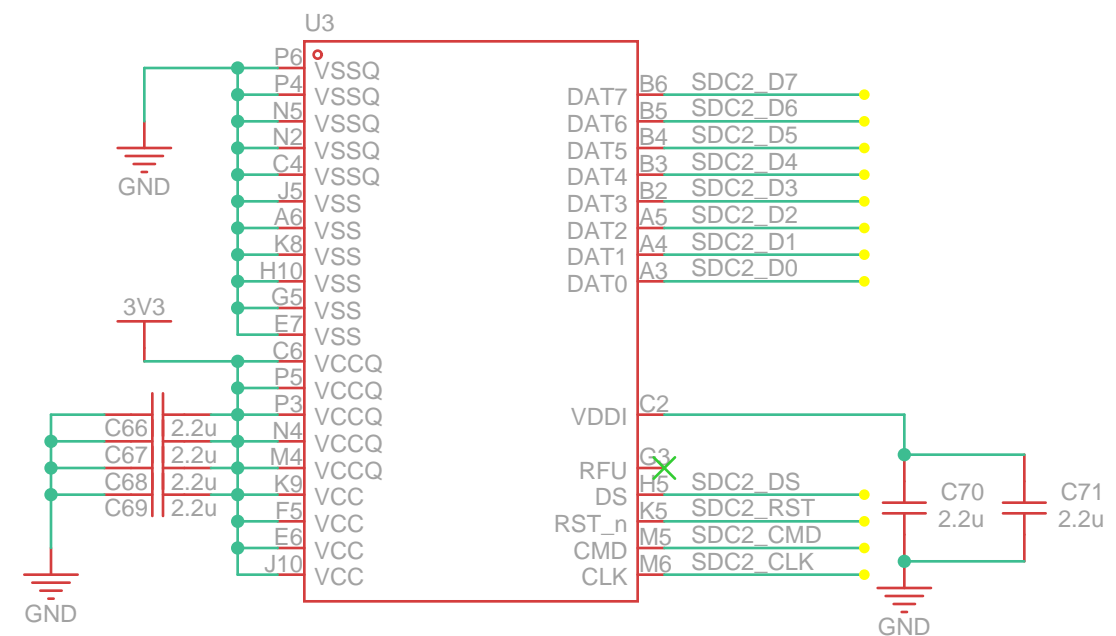 U3
P6 VSSQ
P4 VSSQ
N5 VSSQ
N2 VSSQ
C4 VSSQ
J5 VSS
A6 VSS
K8 VSS
H10 VSS
G5 VSS
E7 VSS
C6 VCCQ
P5 VCCQ
P3 VCCQ
N4 VCCQ
M4 VCCQ
K9 VCC
F5 VCC
E6 VCC
J10 VCC
GND
3V3
C66 2.2u
C67 2.2u
C68 2.2u
C69 2.2u
GND
DAT7 B6 SDC2_D7
DAT6 B5 SDC2_D6
DAT5 B4 SDC2_D5
DAT4 B3 SDC2_D4
DAT3 B2 SDC2_D3
DAT2 A5 SDC2_D2
DAT1 A4 SDC2_D1
DAT0 A3 SDC2_D0
VDDI C2
RFU G3
DS H5 SDC2_DS
RST_n K5 SDC2_RST
CMD M5 SDC2_CMD
CLK M6 SDC2_CLK
C70 2.2u
C71 2.2u
GND